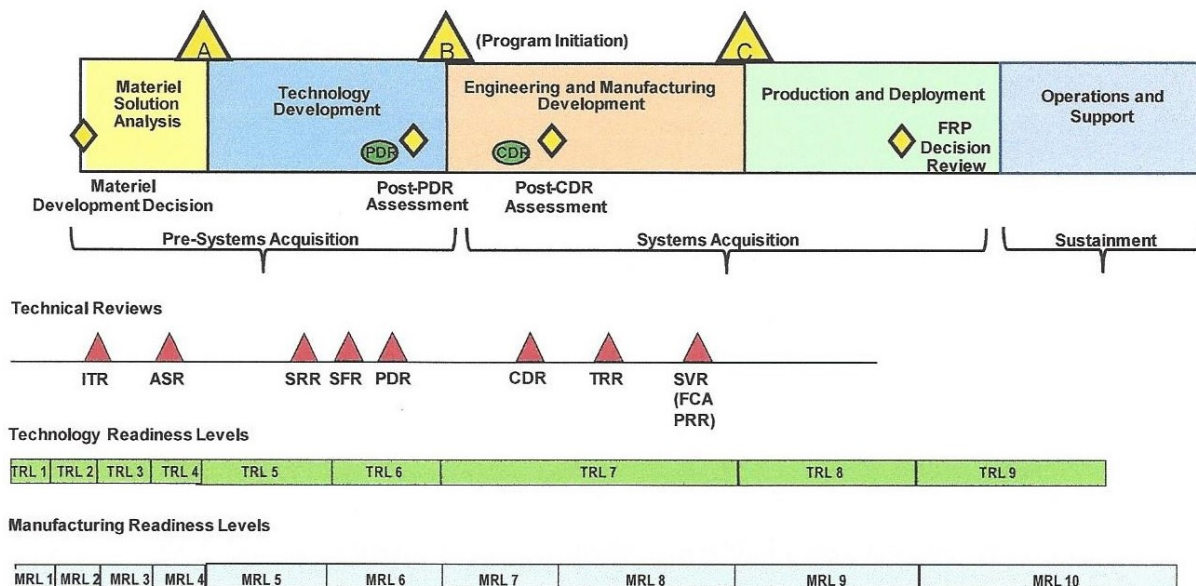 A
B
(Program Initiation)
C
Materiel
Solution
Analysis
Technology
Development
Engineering and Manufacturing
Development
Production and Deployment
Operations and
Support
PDR
CDR
FRP
Decision
Review
Materiel
Development Decision
Post-PDR
Assessment
Post-CDR
Assessment
Pre-Systems Acquisition
Systems Acquisition
Sustainment
Technical Reviews
ITR
ASR
SRR
SFR
PDR
CDR
TRR
SVR
(FCA
PRR)
Technology Readiness Levels
TRL 1
TRL 2
TRL 3
TRL 4
TRL 5
TRL 6
TRL 7
TRL 8
TRL 9
Manufacturing Readiness Levels
MRL 1
MRL 2
MRL 3
MRL 4
MRL 5
MRL 6
MRL 7
MRL 8
MRL 9
MRL 10